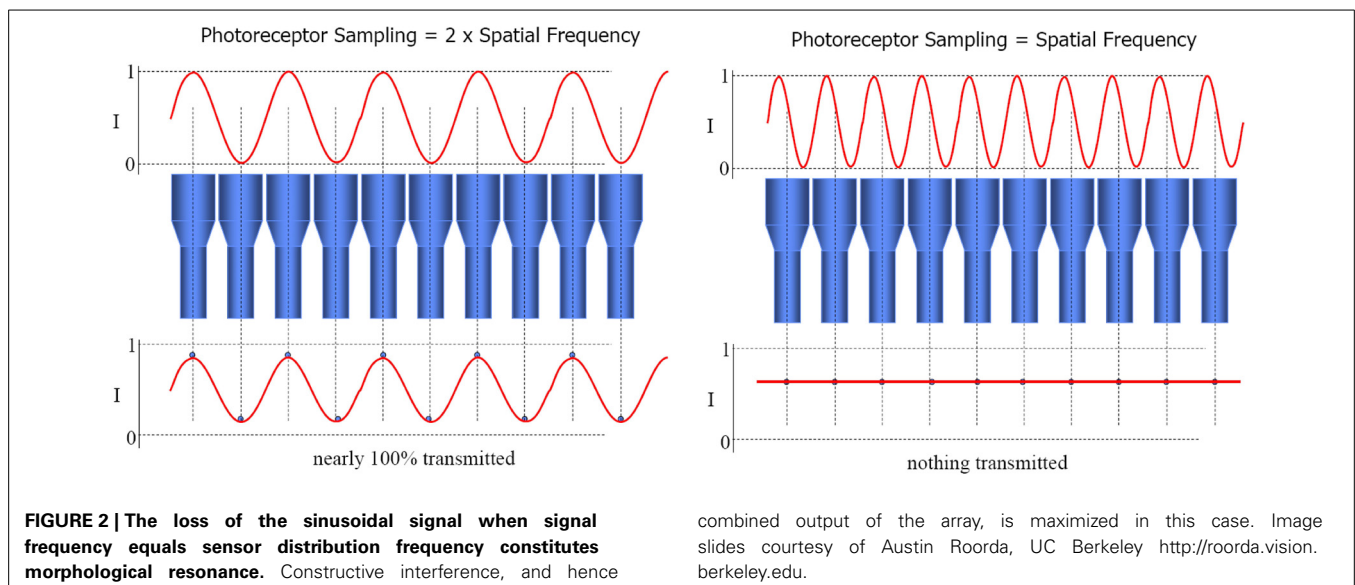 Photoreceptor Sampling = 2 x Spatial Frequency
1
I
0
1
I
0
nearly 100% transmitted
Photoreceptor Sampling = Spatial Frequency
1
I
0
1
I
0
nothing transmitted
FIGURE 2 | The loss of the sinusoidal signal when signal
frequency equals sensor distribution frequency constitutes
morphological resonance. Constructive interference, and hence
combined output of the array, is maximized in this case. Image
slides courtesy of Austin Roorda, UC Berkeley http://roorda.vision.
berkeley.edu.